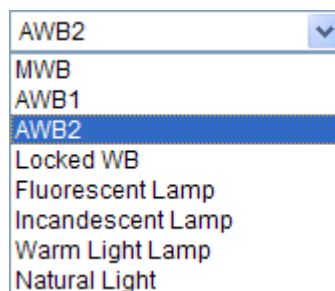 AWB2
MWB
AWB1
AWB2
Locked WB
Fluorescent Lamp
Incandescent Lamp
Warm Light Lamp
Natural Light